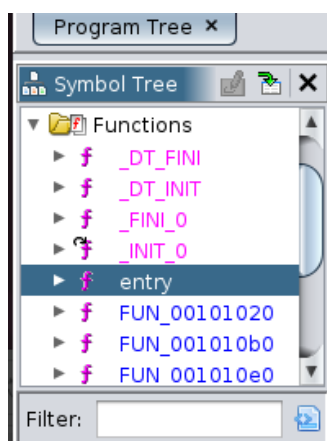 Program Tree ×
Symbol Tree
Functions
f _DT_FINI
f _DT_INIT
f _FINI_0
f _INIT_0
f entry
f FUN_00101020
f FUN_001010b0
f FUN_001010e0
Filter: